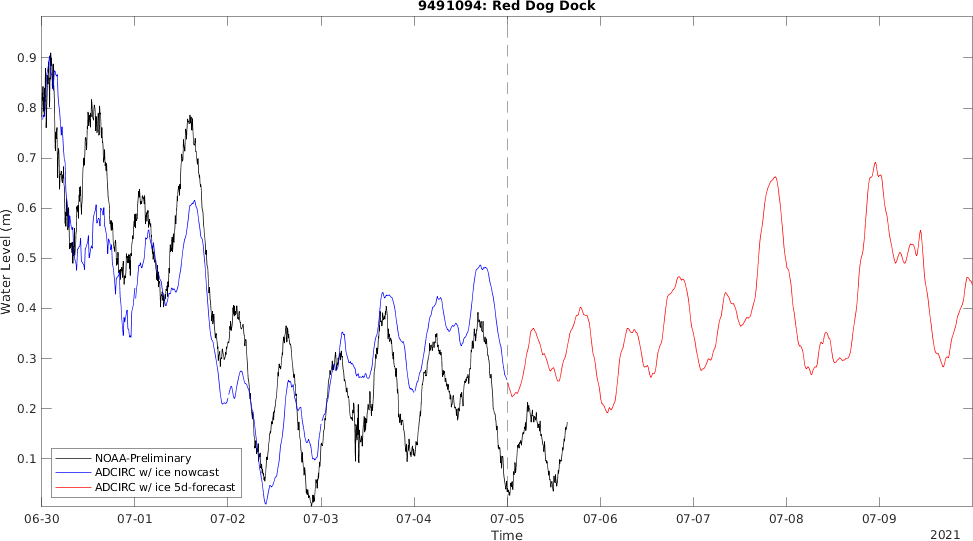 9491094: Red Dog Dock
Water Level (m)
0.9
0.8
0.7
0.6
0.5
0.4
0.3
0.2
0.1
NOAA-Preliminary
ADCIRC w/ ice nowcast
ADCIRC w/ ice 5d-forecast
06-30 07-01 07-02 07-03 07-04 07-05 07-06 07-07 07-08 07-09
Time
2021